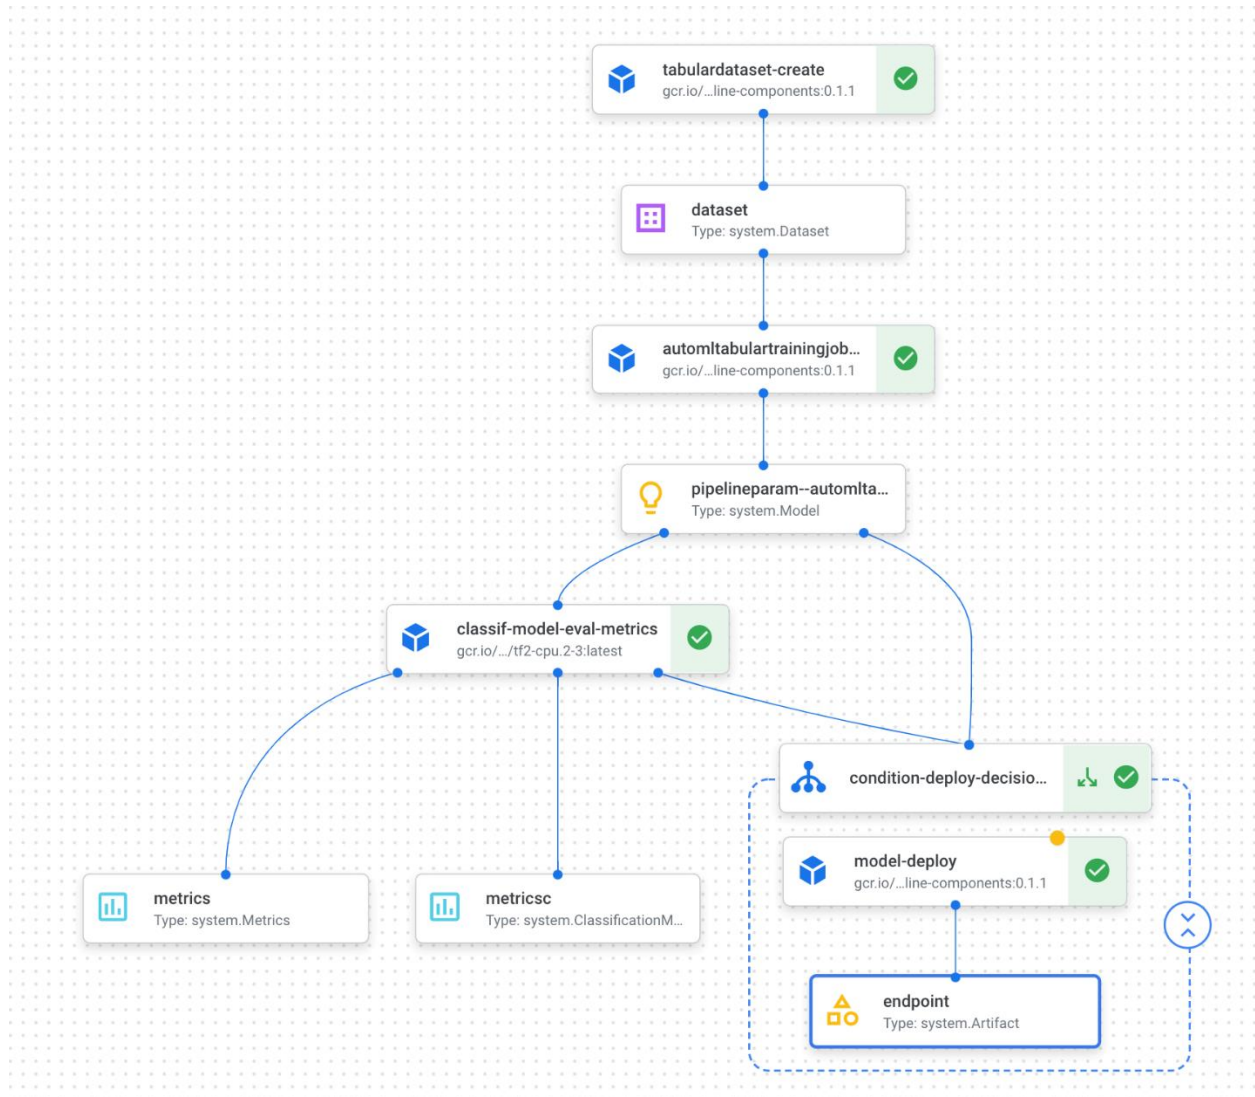 tabulardataset-create
gcr.io/...line-components:0.1.1
dataset
Type: system.Dataset
automltabulartrainingjob...
gcr.io/...line-components:0.1.1
pipelineparam--automlta...
Type: system.Model
classif-model-eval-metrics
gcr.io/.../tf2-cpu.2-3:latest
condition-deploy-decisio...
model-deploy
gcr.io/...line-components:0.1.1
metrics
Type: system.Metrics
metricsc
Type: system.ClassificationM...
endpoint
Type: system.Artifact